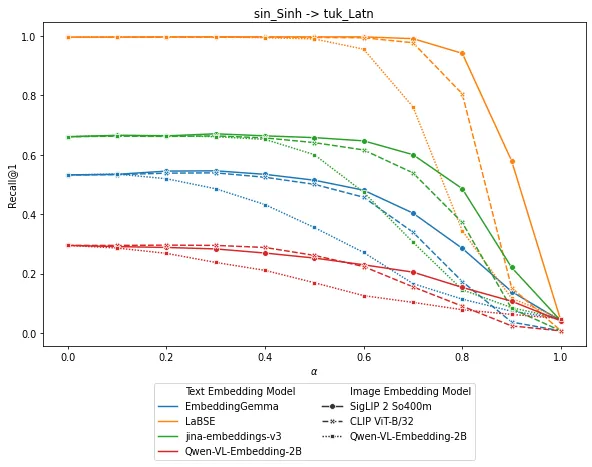 sin_Sinh -> tuk_Latn
Recall@1
1.0
0.8
0.6
0.4
0.2
0.0
0.0 0.2 0.4 0.6 0.8 1.0
α
Text Embedding Model Image Embedding Model
EmbeddingGemma SigLIP 2 So400m
LaBSE CLIP ViT-B/32
jina-embeddings-v3 Qwen-VL-Embedding-2B
Qwen-VL-Embedding-2B